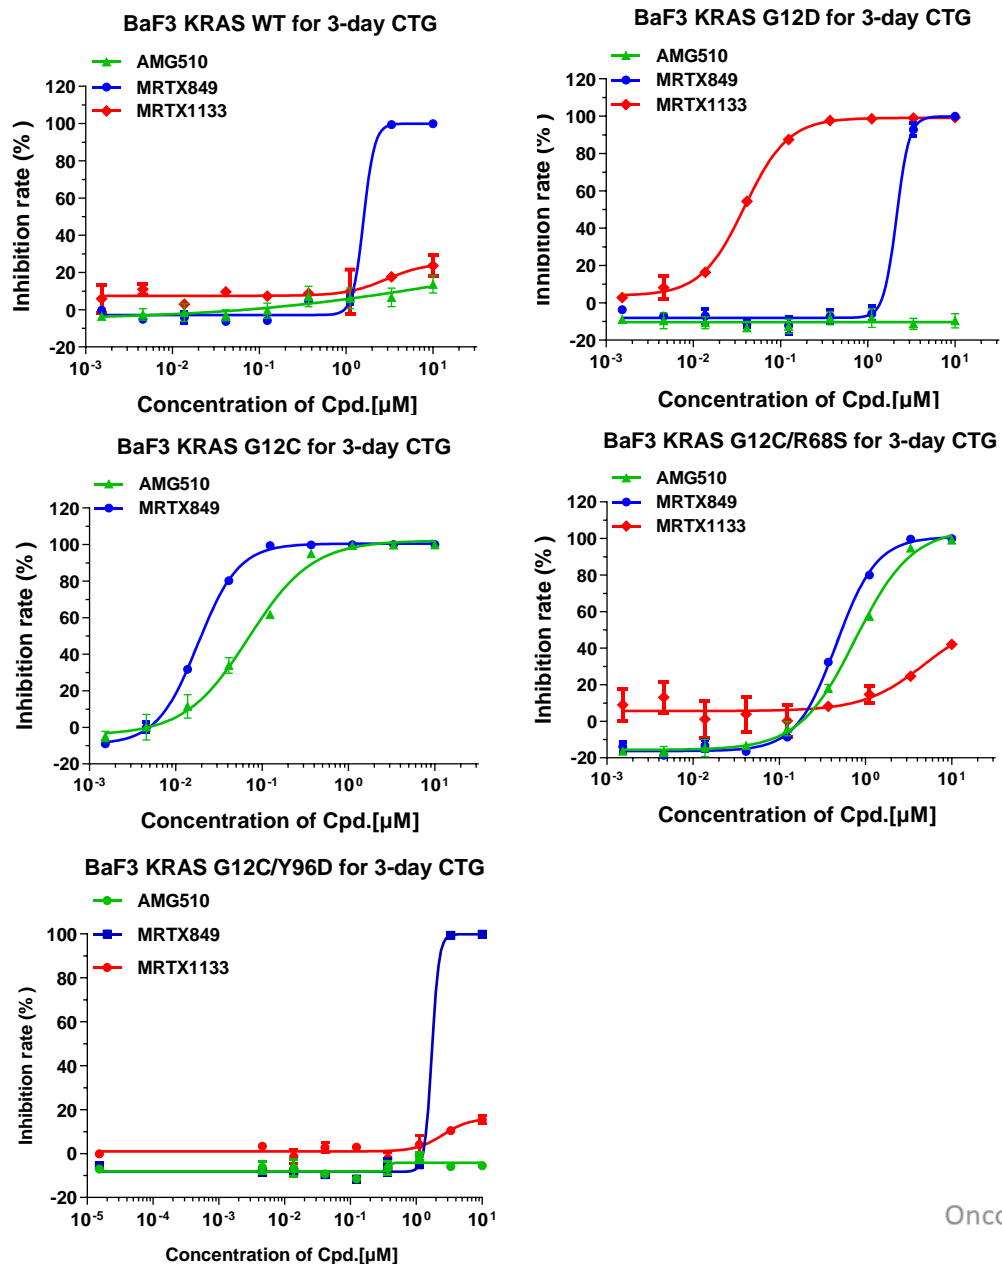 BaF3 KRAS WT for 3-day CTG
AMG510
MRTX849
MRTX1133
Inhibition rate (% )
120
100
80
60
40
20
0
-20
10-3 10-2 10-1 100 101
Concentration of Cpd.[µM]
BaF3 KRAS G12D for 3-day CTG
AMG510
MRTX849
MRTX1133
Inhibition rate (% )
120
100
80
60
40
20
0
-20
10-3 10-2 10-1 100 101
Concentration of Cpd.[µM]
BaF3 KRAS G12C for 3-day CTG
AMG510
MRTX849
Inhibition rate (% )
120
100
80
60
40
20
0
-20
10-3 10-2 10-1 100 101
Concentration of Cpd.[µM]
BaF3 KRAS G12C/R68S for 3-day CTG
AMG510
MRTX849
MRTX1133
Inhibition rate (% )
120
100
80
60
40
20
0
-20
10-3 10-2 10-1 100 101
Concentration of Cpd.[µM]
BaF3 KRAS G12C/Y96D for 3-day CTG
AMG510
MRTX849
MRTX1133
Inhibition rate (% )
100
80
60
40
20
0
-20
10-5 10-4 10-3 10-2 10-1 100 101
Concentration of Cpd.[µM]
Onco